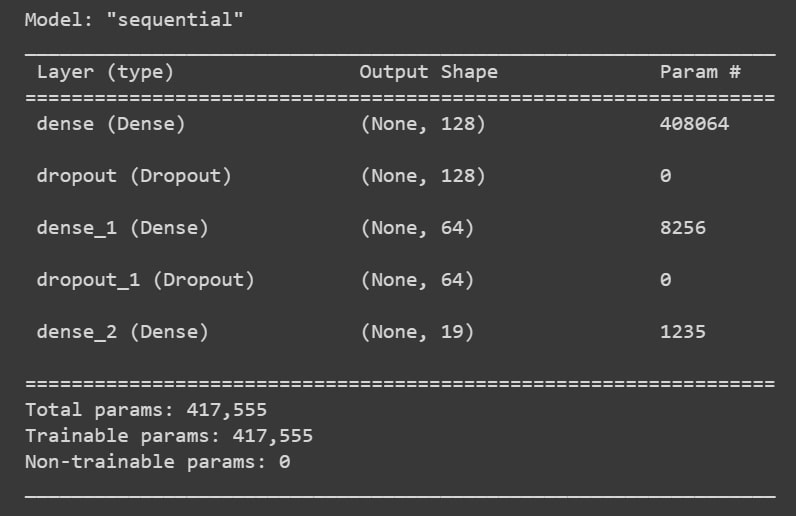 Model: "sequential"
Layer (type) Output Shape Param #
dense (Dense) (None, 128) 408064
dropout (Dropout) (None, 128) 0
dense_1 (Dense) (None, 64) 8256
dropout_1 (Dropout) (None, 64) 0
dense_2 (Dense) (None, 19) 1235
Total params: 417,555
Trainable params: 417,555
Non-trainable params: 0